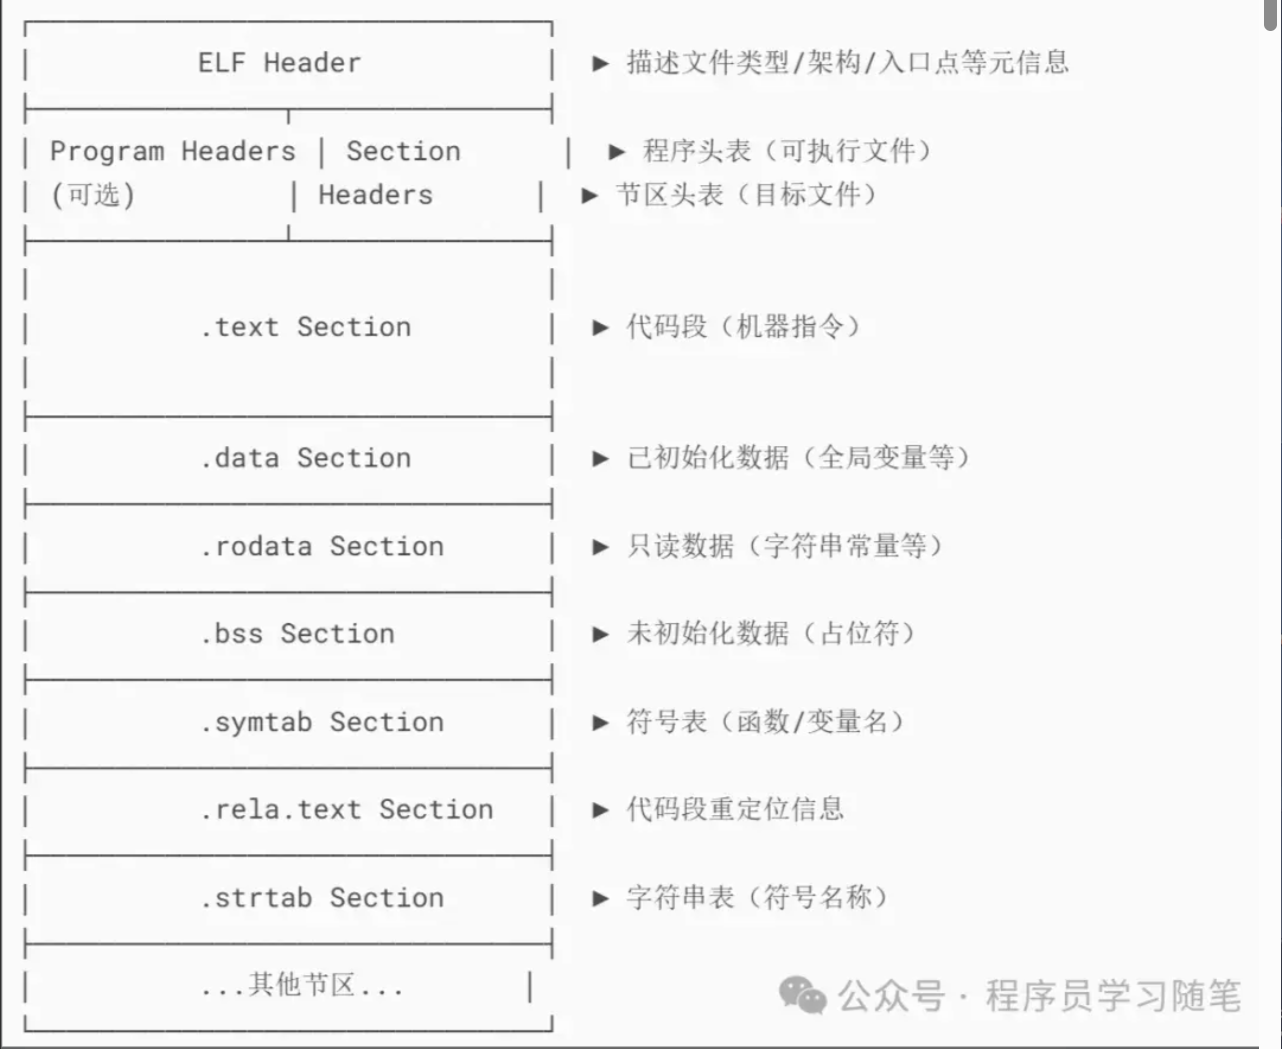 ELF Header ► 描述文件类型/架构/入口点等元信息
Program Headers | Section | ► 程序头表（可执行文件）
(可选) | Headers | ► 节区头表（目标文件）
.text Section ► 代码段（机器指令）
.data Section ► 已初始化数据（全局变量等）
.rodata Section ► 只读数据（字符串常量等）
.bss Section ► 未初始化数据（占位符）
.symtab Section ► 符号表（函数/变量名）
.rela.text Section ► 代码段重定位信息
.strtab Section ► 字符串表（符号名称）
...其他节区...
公众号 · 程序员学习随笔